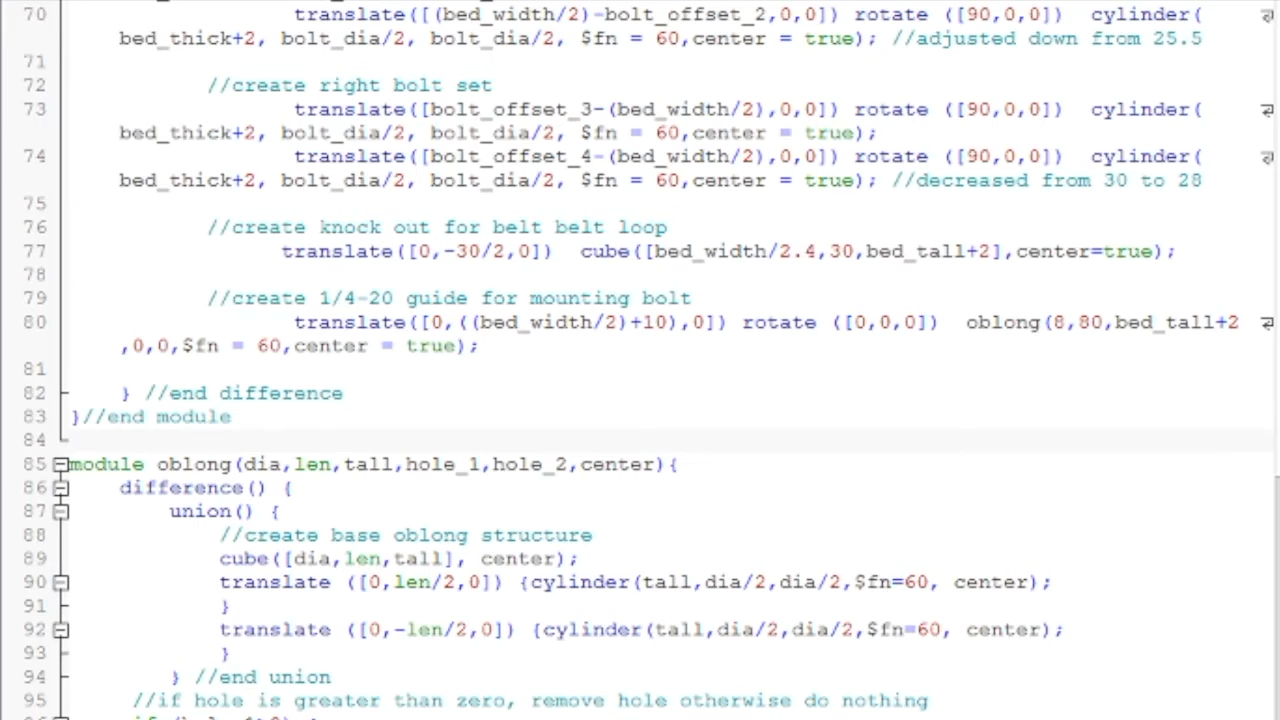 70 translate([(bed_width/2)-bolt_offset_2,0,0]) rotate ([90,0,0]) cylinder(
bed_thick+2, bolt_dia/2, bolt_dia/2, $fn = 60,center = true); //adjusted down from 25.5
71
72 //create right bolt set
73 translate([bolt_offset_3-(bed_width/2),0,0]) rotate ([90,0,0]) cylinder(
bed_thick+2, bolt_dia/2, bolt_dia/2, $fn = 60,center = true);
74 translate([bolt_offset_4-(bed_width/2),0,0]) rotate ([90,0,0]) cylinder(
bed_thick+2, bolt_dia/2, bolt_dia/2, $fn = 60,center = true); //decreased from 30 to 28
75
76 //create knock out for belt belt loop
77 translate([0,-30/2,0]) cube([bed_width/2.4,30,bed_tall+2],center=true);
78
79 //create 1/4-20 guide for mounting bolt
80 translate([0,((bed_width/2)+10),0]) rotate ([0,0,0]) oblong(8,80,bed_tall+2
,0,0,$fn = 60,center = true);
81
82 } //end difference
83 }//end module
84
85 module oblong(dia,len,tall,hole_1,hole_2,center){
86 difference() {
87 union() {
88 //create base oblong structure
89 cube([dia,len,tall], center);
90 translate ([0,len/2,0]) {cylinder(tall,dia/2,dia/2,$fn=60, center);
91 }
92 translate ([0,-len/2,0]) {cylinder(tall,dia/2,dia/2,$fn=60, center);
93 }
94 } //end union
95 //if hole is greater than zero, remove hole otherwise do nothing